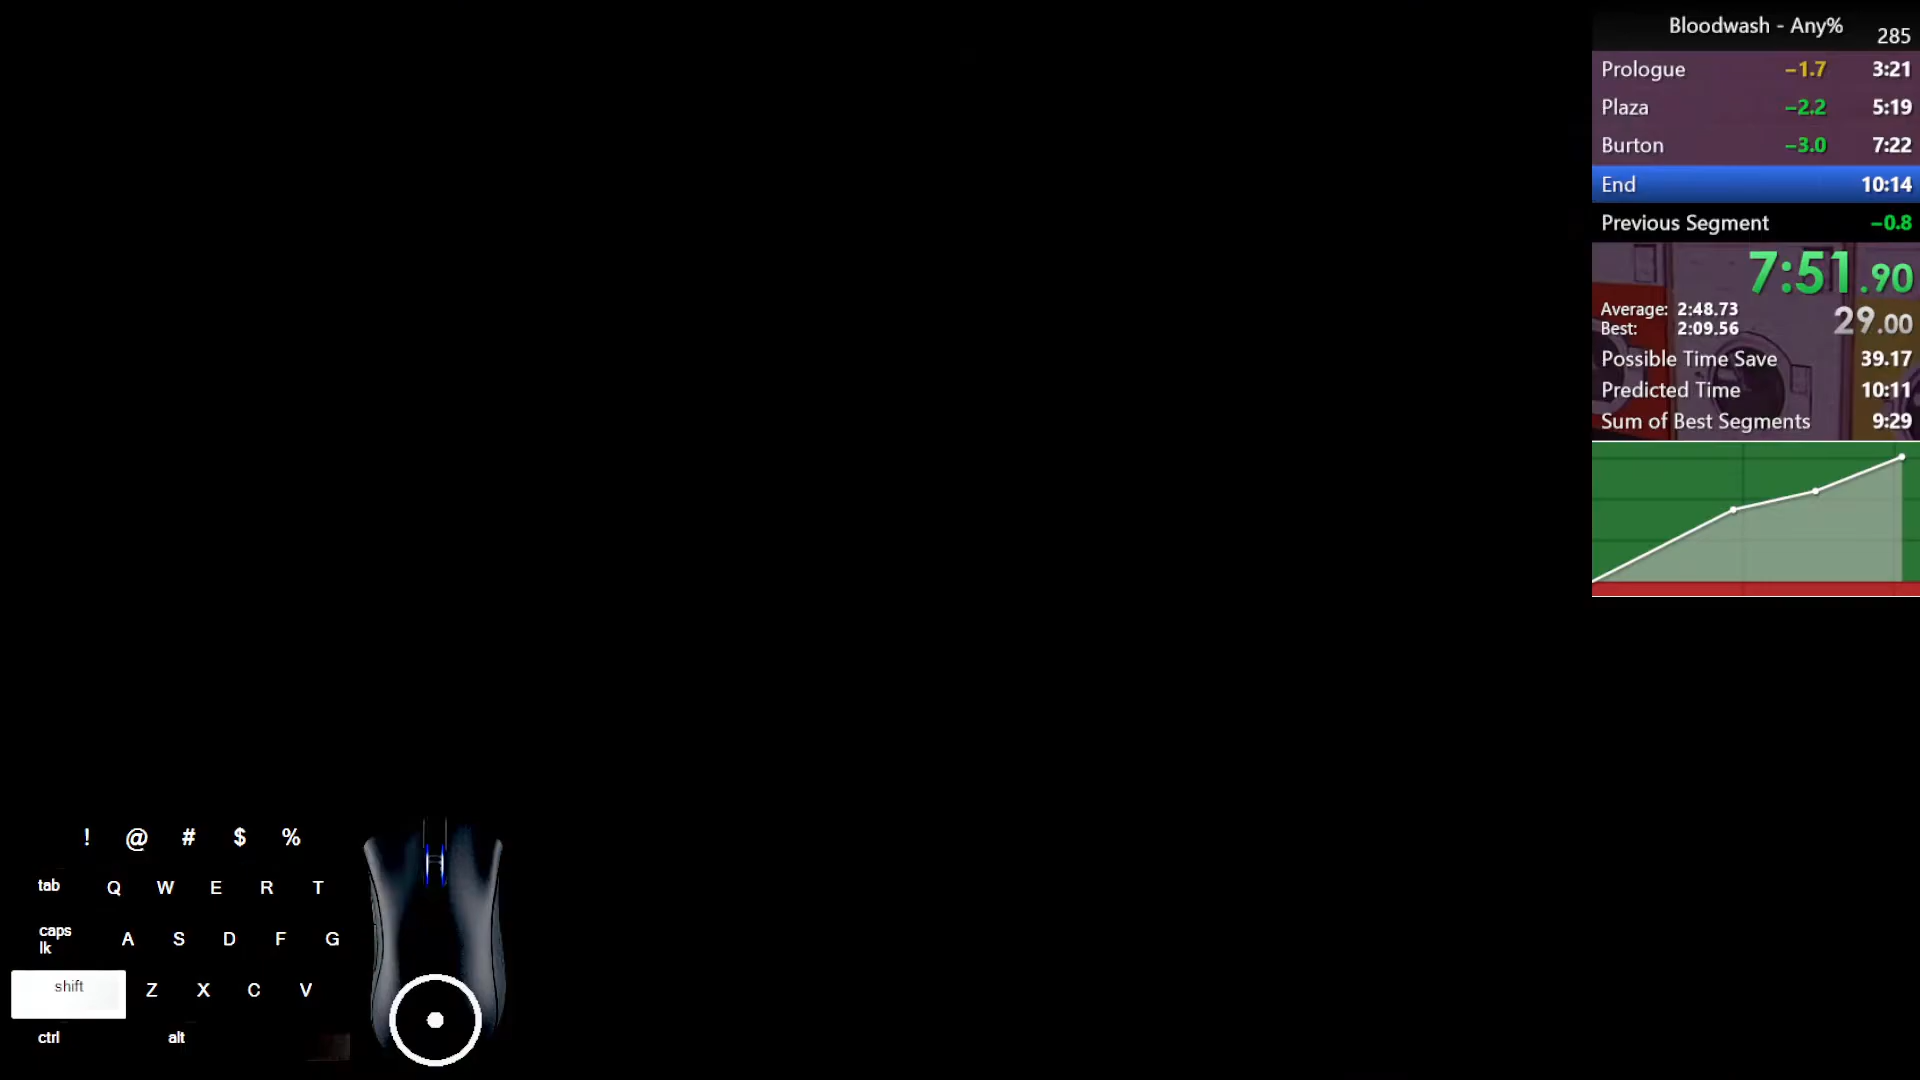 Bloodwash - Any%
285
Prologue -1.7 3:21
Plaza -2.2 5:19
Burton -3.0 7:22
End 10:14
Previous Segment -0.8
7:51.90
Average: 2:48.73
Best: 2:09.56
29.00
Possible Time Save 39.17
Predicted Time 10:11
Sum of Best Segments 9:29
! @ # $ %
tab Q W E R T
caps lk A S D F G
shift Z X C V
ctrl alt